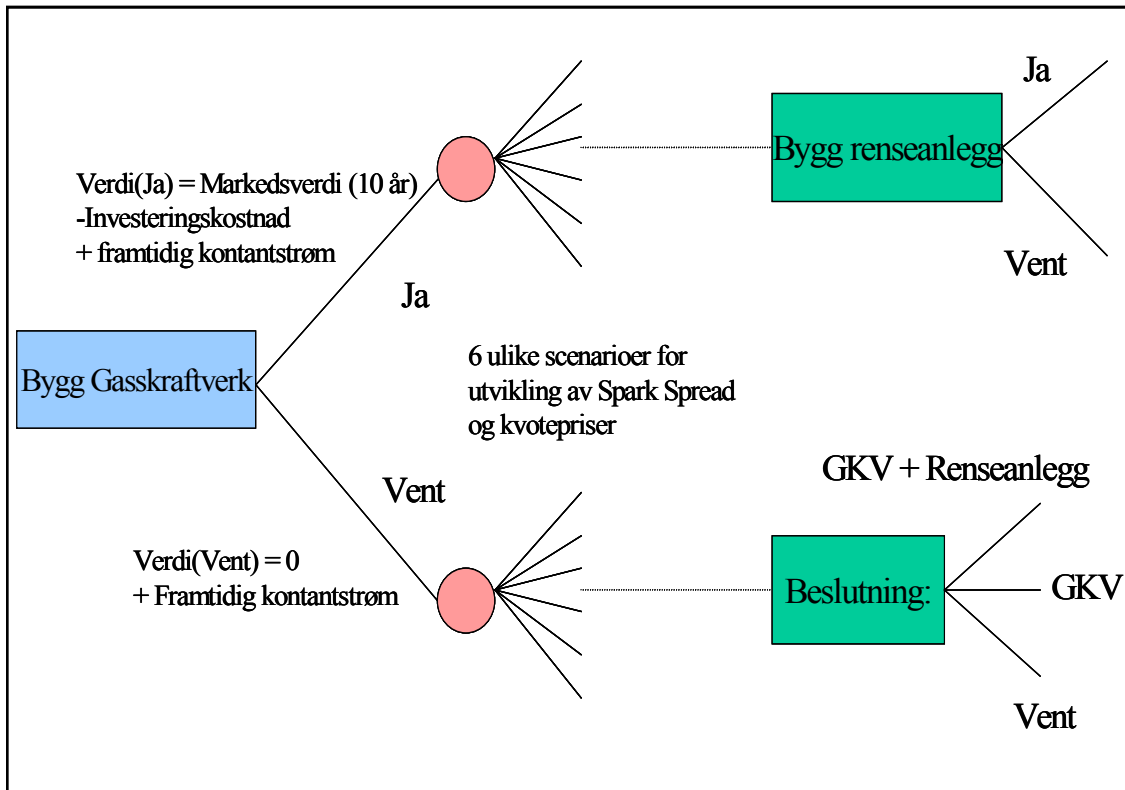 Ja
Bygg renseanlegg
Vent
Verdi(Ja) = Markedsverdi (10 år)
-Investeringskostnad
+ framtidig kontantstrøm
Ja
Bygg Gasskraftverk
6 ulike scenarioer for
utvikling av Spark Spread
og kvotepriser
Vent
Verdi(Vent) = 0
+ Framtidig kontantstrøm
GKV + Renseanlegg
Beslutning:
GKV
Vent